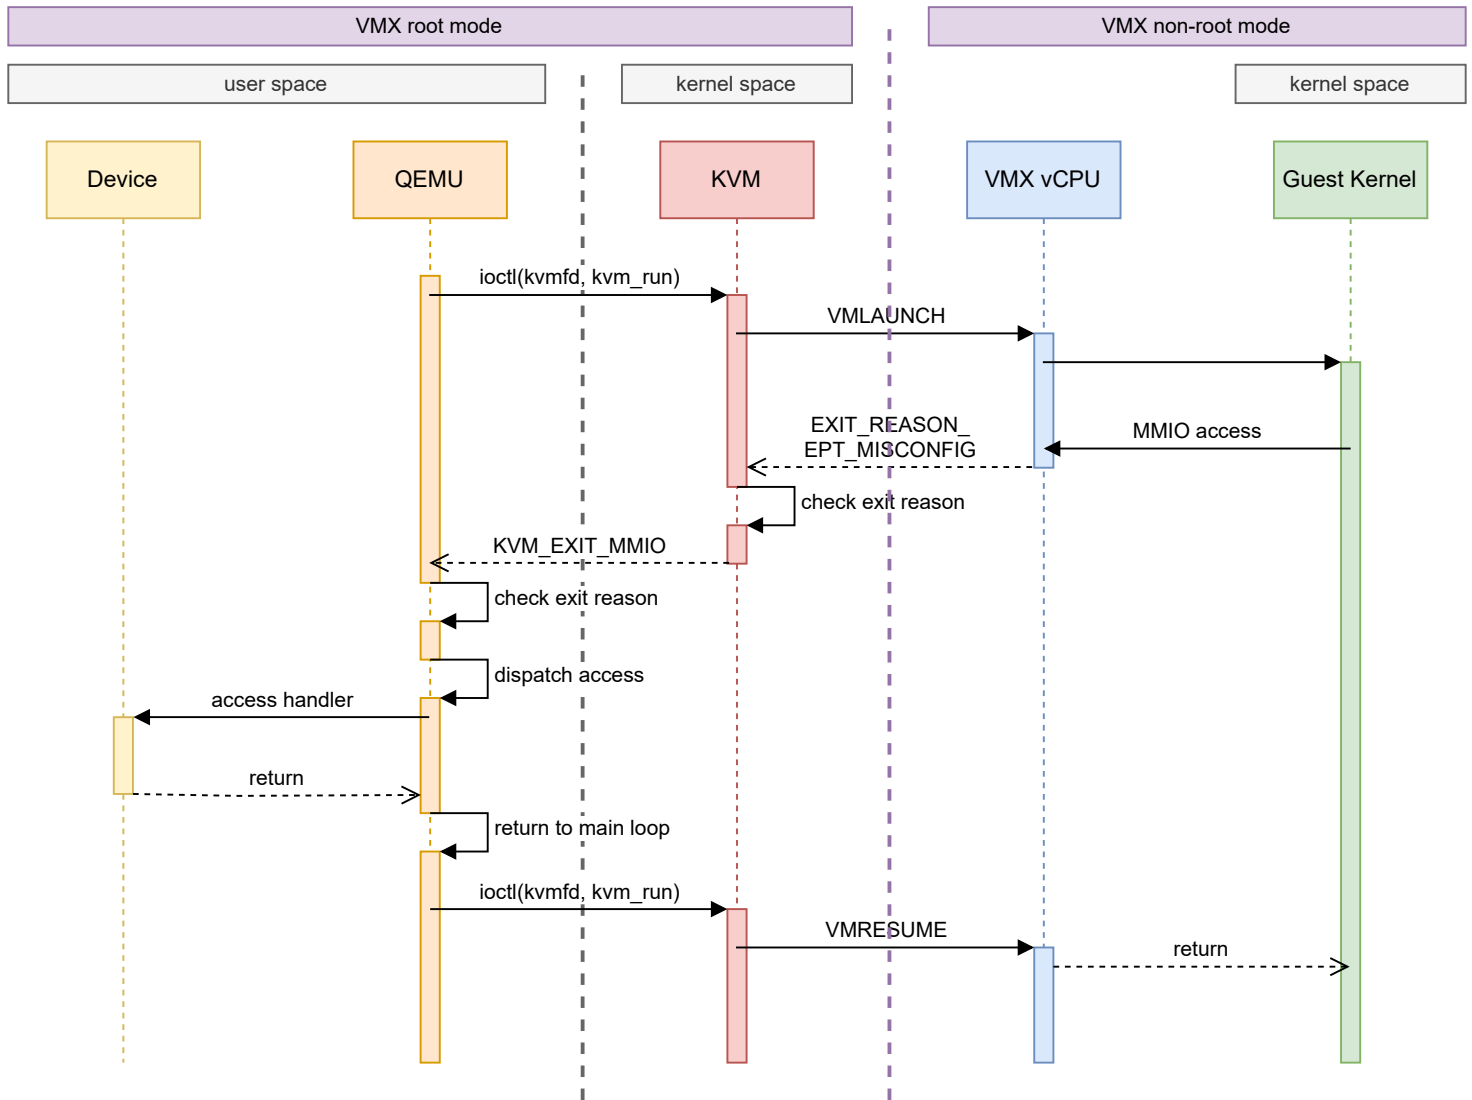 VMX root mode
VMX non-root mode
user space
kernel space
kernel space
Device
QEMU
KVM
VMX vCPU
Guest Kernel
ioctl(kvmfd, kvm_run)
VMLAUNCH
EXIT_REASON_
EPT_MISCONFIG
MMIO access
check exit reason
KVM_EXIT_MMIO
check exit reason
dispatch access
access handler
return
return to main loop
ioctl(kvmfd, kvm_run)
VMRESUME
return